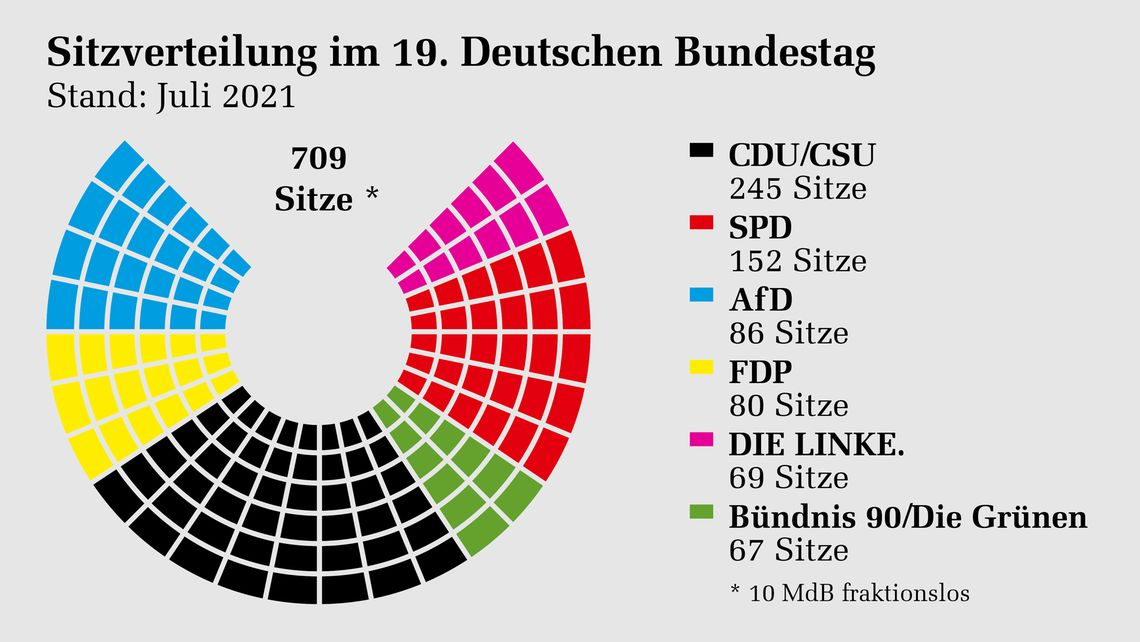 Sitzverteilung im 19. Deutschen Bundestag
Stand: Juli 2021
709
Sitze *
CDU/CSU
245 Sitze
SPD
152 Sitze
AfD
86 Sitze
FDP
80 Sitze
DIE LINKE.
69 Sitze
Bündnis 90/Die Grünen
67 Sitze
* 10 MdB fraktionslos